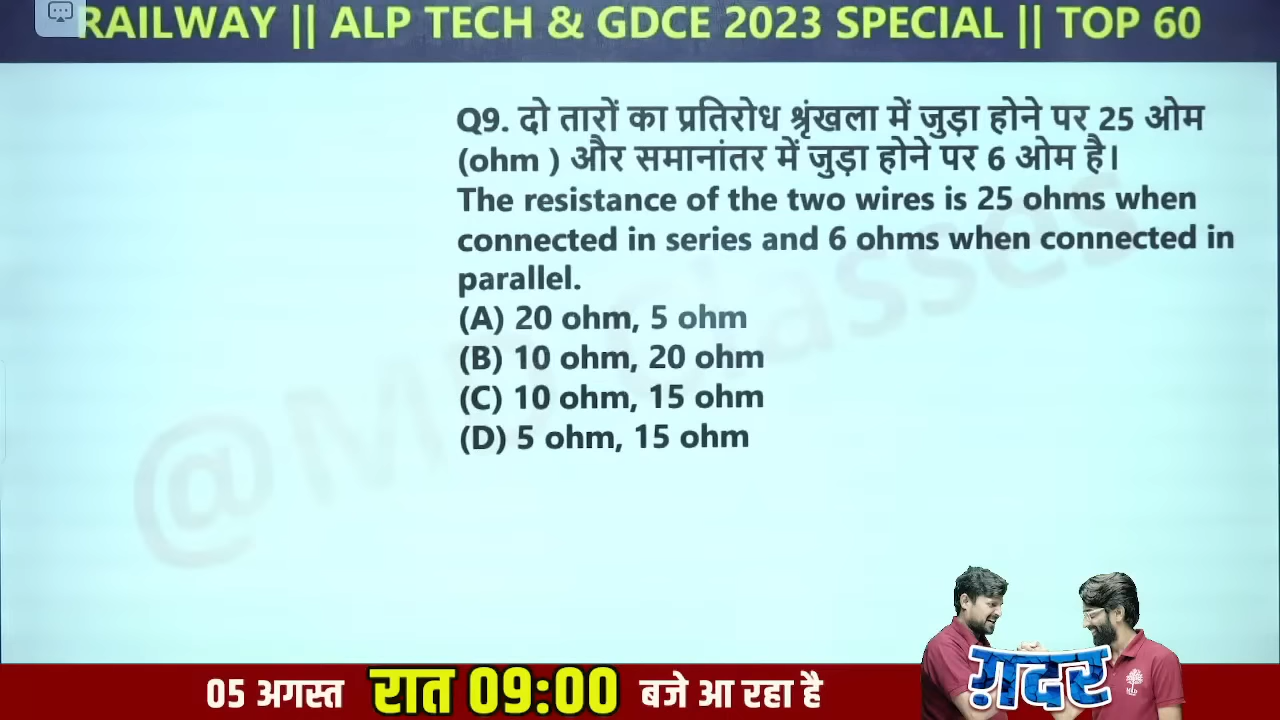 RAILWAY || ALP TECH & GDCE 2023 SPECIAL || TOP 60
Q9. दो तारों का प्रतिरोध श्रृंखला में जुड़ा होने पर 25 ओम
(ohm ) और समानांतर में जुड़ा होने पर 6 ओम है।
The resistance of the two wires is 25 ohms when
connected in series and 6 ohms when connected in
parallel.
(A) 20 ohm, 5 ohm
(B) 10 ohm, 20 ohm
(C) 10 ohm, 15 ohm
(D) 5 ohm, 15 ohm
ग़दर
05 अगस्त रात 09:00 बजे आ रहा है